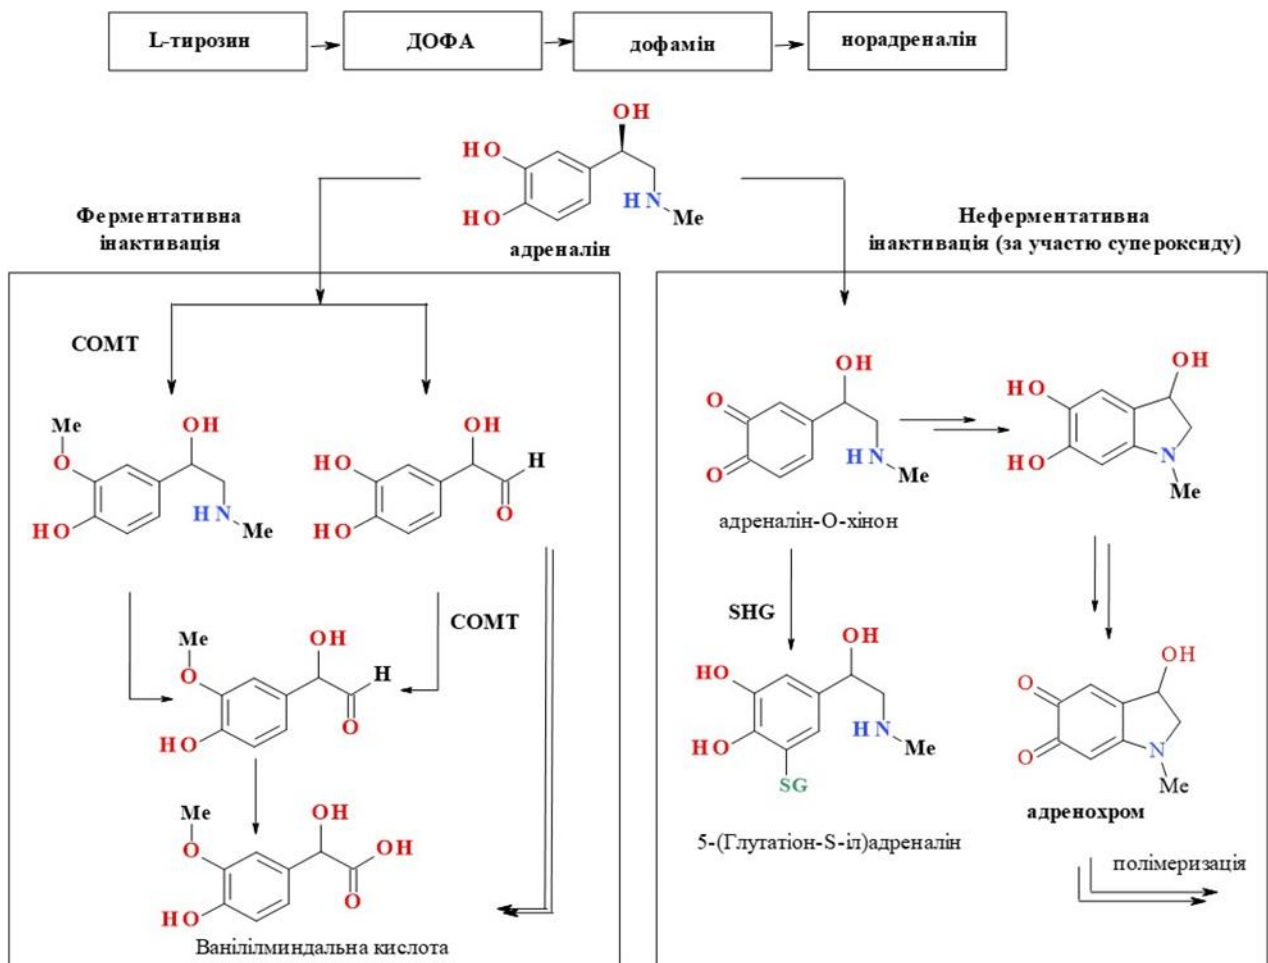 L-тирозин
ДОФА
дофамін
норадреналін
OH
HO
HO
HN
Me
адреналін
Ферментативна
інактивація
Неферментативна
інактивація (за участю супероксиду)
COMT
Me
O
OH
HO
HN
Me
OH
HO
HO
H
O
O
O
OH
HN
Me
адреналін-О-хінон
OH
HO
HO
N
Me
COMT
Me
O
OH
H
HO
O
SHG
OH
HO
HO
HN
Me
SG
5-(Глутатіон-S-іл)адреналін
OH
O
O
N
Me
адренохром
полімеризація
Me
O
OH
OH
HO
O
Ванілілминдальна кислота